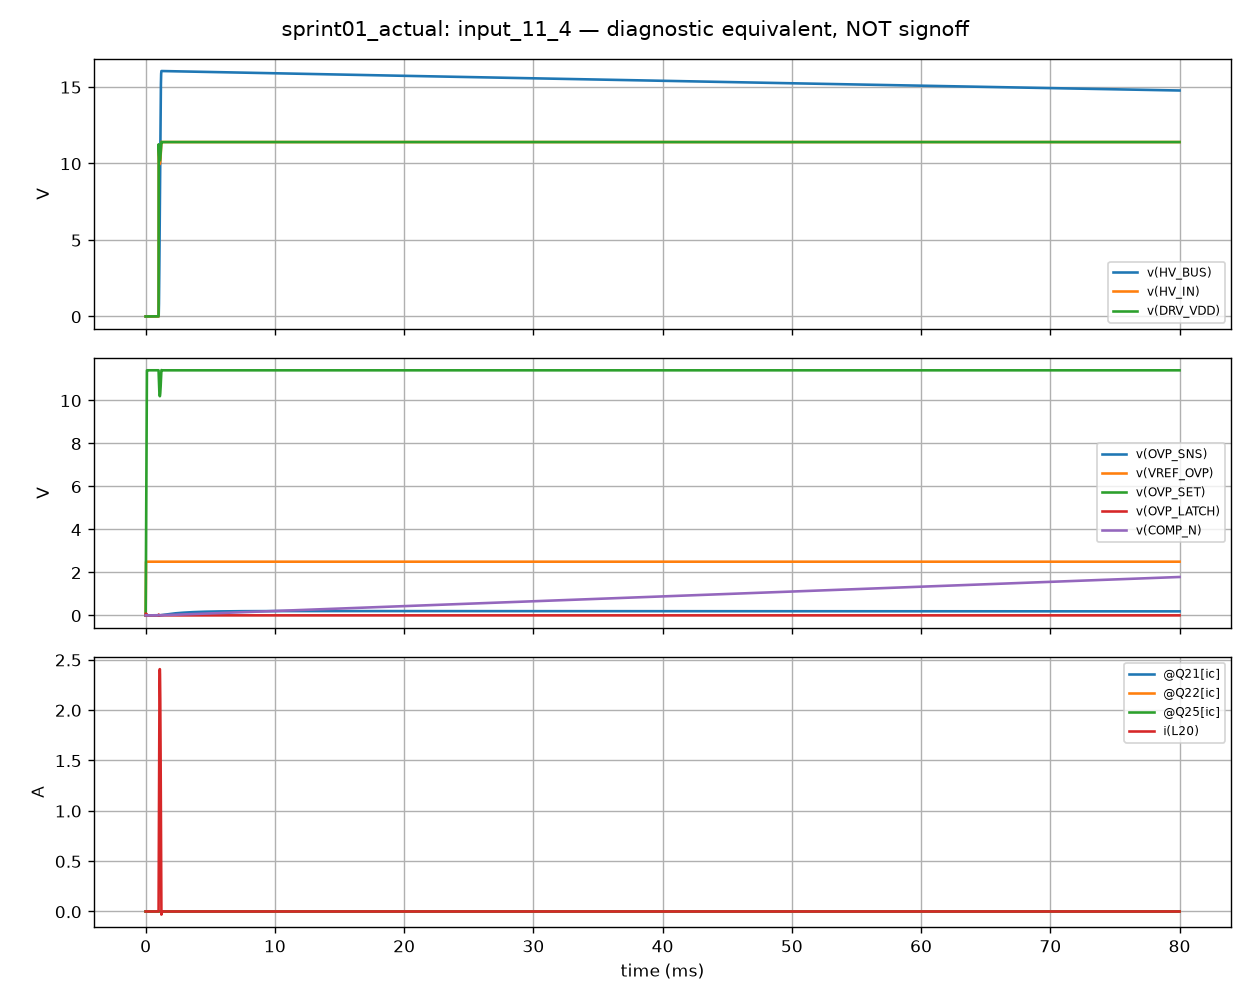 sprint01_actual: input_11_4 — diagnostic equivalent, NOT signoff
15
10
5
0
V
v(HV_BUS)
v(HV_IN)
v(DRV_VDD)
10
8
6
4
2
0
V
v(OVP_SNS)
v(VREF_OVP)
v(OVP_SET)
v(OVP_LATCH)
v(COMP_N)
2.5
2.0
1.5
1.0
0.5
0.0
A
@Q21[ic]
@Q22[ic]
@Q25[ic]
i(L20)
0 10 20 30 40 50 60 70 80
time (ms)